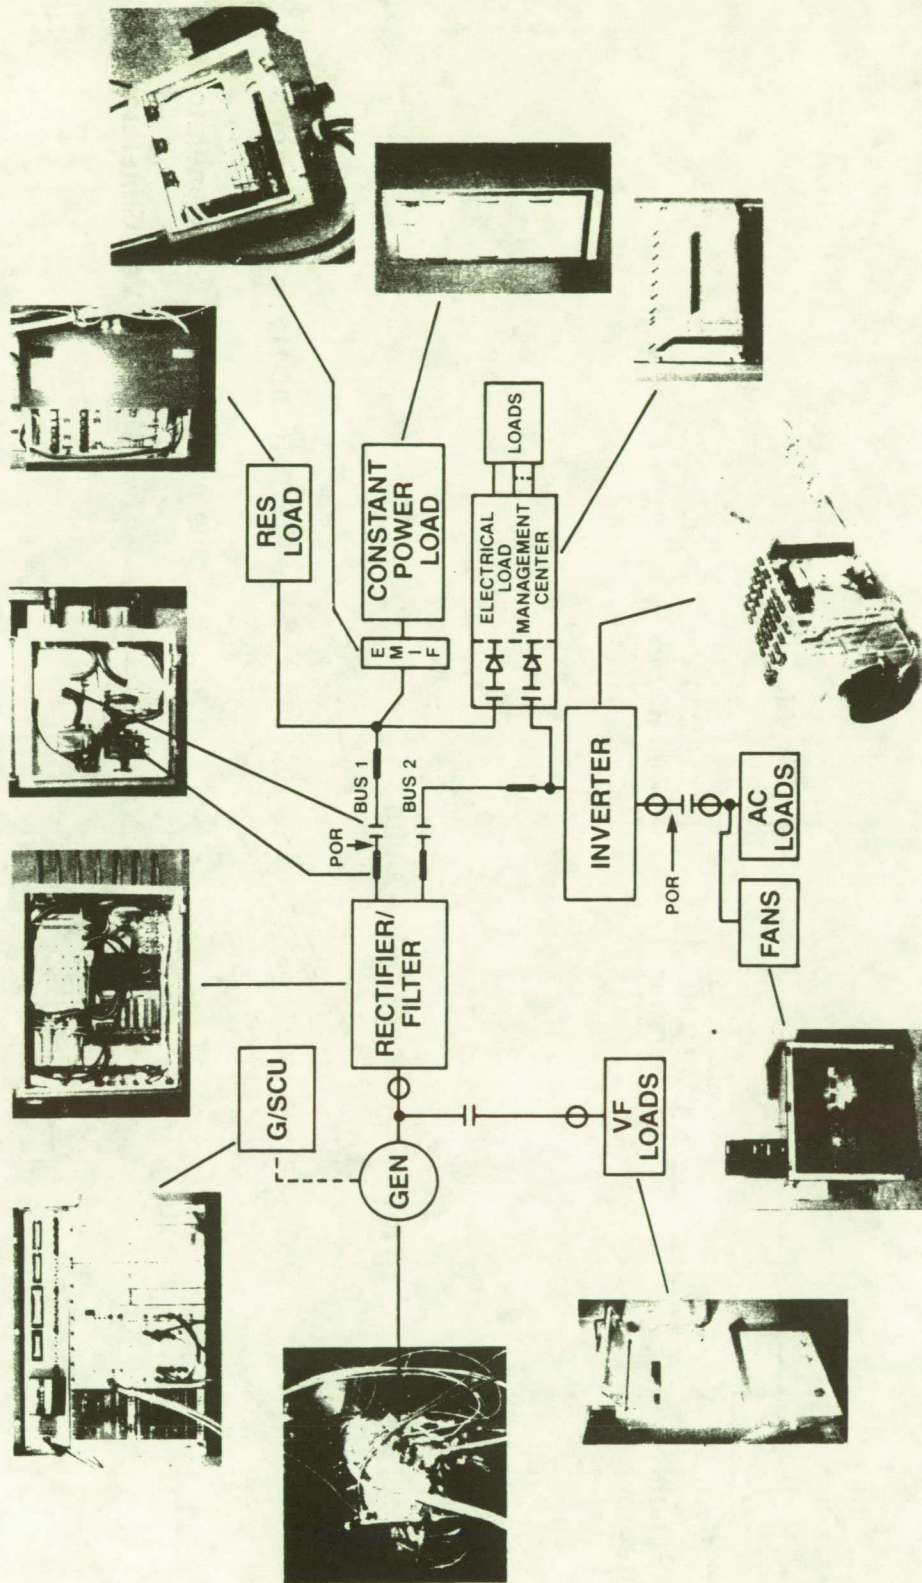 GEN
G/SCU
RECTIFIER/
FILTER
VF
LOADS
POR
BUS 1
BUS 2
RES
LOAD
E
M
I
F
CONSTANT
POWER
LOAD
ELECTRICAL
LOAD
MANAGEMENT
CENTER
LOADS
INVERTER
POR
FANS
AC
LOADS